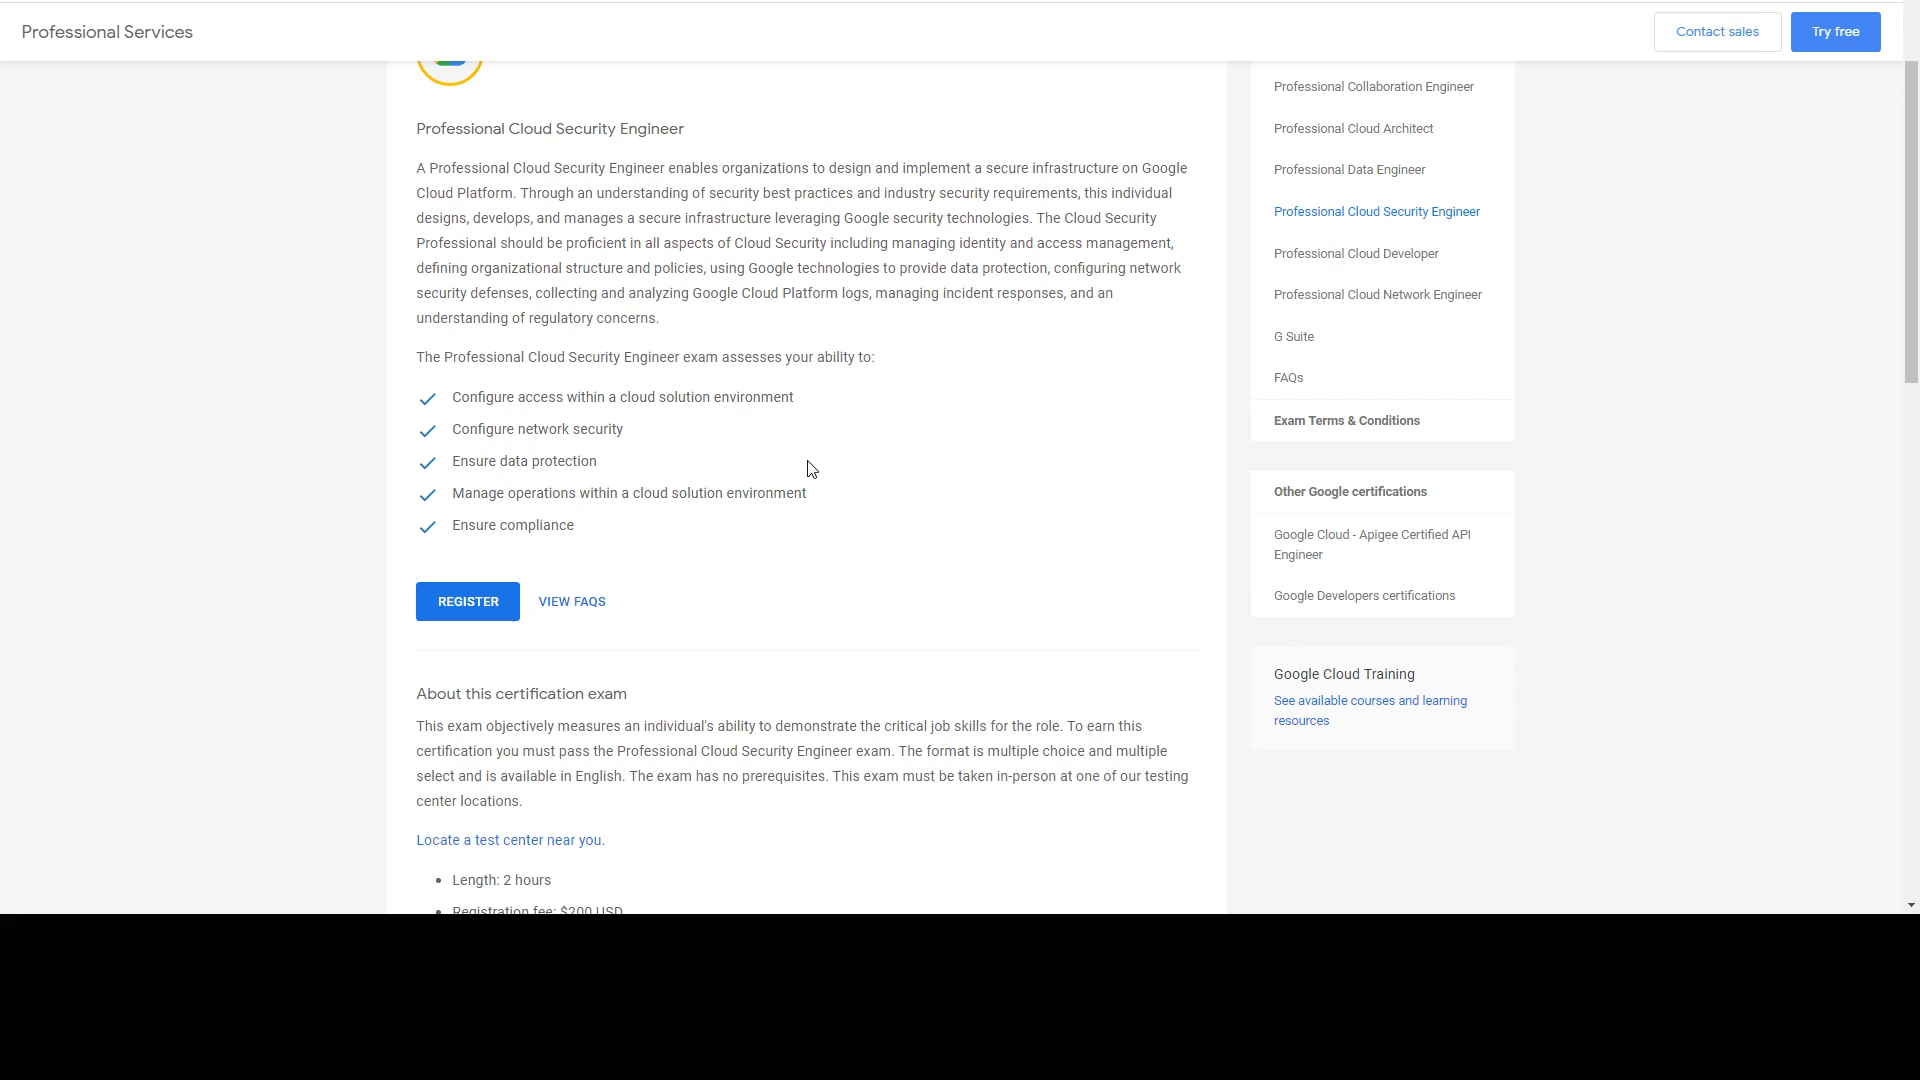 Professional Services
Contact sales
Try free
Professional Cloud Security Engineer
A Professional Cloud Security Engineer enables organizations to design and implement a secure infrastructure on Google
Cloud Platform. Through an understanding of security best practices and industry security requirements, this individual
designs, develops, and manages a secure infrastructure leveraging Google security technologies. The Cloud Security
Professional should be proficient in all aspects of Cloud Security including managing identity and access management,
defining organizational structure and policies, using Google technologies to provide data protection, configuring network
security defenses, collecting and analyzing Google Cloud Platform logs, managing incident responses, and an
understanding of regulatory concerns.
The Professional Cloud Security Engineer exam assesses your ability to:
Configure access within a cloud solution environment
Configure network security
Ensure data protection
Manage operations within a cloud solution environment
Ensure compliance
REGISTER
VIEW FAQS
About this certification exam
This exam objectively measures an individual's ability to demonstrate the critical job skills for the role. To earn this
certification you must pass the Professional Cloud Security Engineer exam. The format is multiple choice and multiple
select and is available in English. The exam has no prerequisites. This exam must be taken in-person at one of our testing
center locations.
Locate a test center near you.
Length: 2 hours
Registration fee: $200 USD
Professional Collaboration Engineer
Professional Cloud Architect
Professional Data Engineer
Professional Cloud Security Engineer
Professional Cloud Developer
Professional Cloud Network Engineer
G Suite
FAQs
Exam Terms & Conditions
Other Google certifications
Google Cloud - Apigee Certified API
Engineer
Google Developers certifications
Google Cloud Training
See available courses and learning
resources